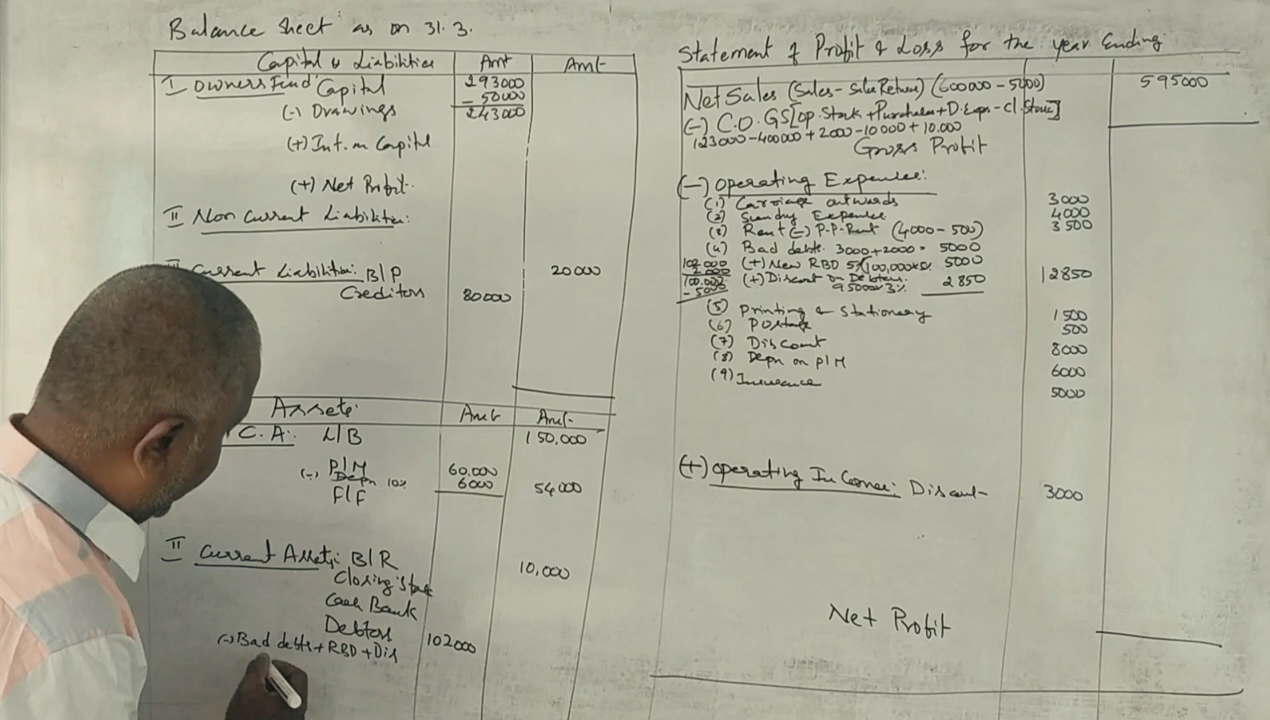 Balance Sheet as on 31.3.
Capital & Liabilities Amt Amt
I Owners Fund Capital 293000
(-) Drawings - 50000
243000
(+) Int. on Capital
(+) Net Profit.
II Non Current Liabilities:
Current Liabilities: B/P 20000
Creditors 80000
Assets: Amt Amt
C.A: L/B 150,000
P/M 60,000
(-) Depn 10% 6000 54000
F/F
II Current Assets: B/R 10,000
Closing Stock
Cash Bank
Debtors 102000
(-) Bad debts + RBD + Dis
Statement of Profit & Loss for the year Ending
Net Sales (Sales - Sales Return) (600000 - 5000) 595000
(-) C.O.GS [Op. Stock + Purchases + D. Exps - Cl. Stock]
123000 - 400000 + 2000 - 10000 + 10.000
Gross Profit
(-) Operating Expenses:
(1) Carriage outwards 3000
(2) Sundry Expenses 4000
(3) Rent (-) P.P. Rent (4000 - 500) 3500
(4) Bad debts 3000 + 2000 = 5000
(+) New RBD 5% 100,000 x 5% 5000
(+) Discount on Debtors 2850 12850
95000 x 3%
102000
2000
100.000
- 5000
(5) Printing & Stationery 1500
(6) Postage 500
(7) Discount 8000
(8) Depn on P/M 6000
(9) Insurance 5000
(+) Operating Income: Discount 3000
Net Profit